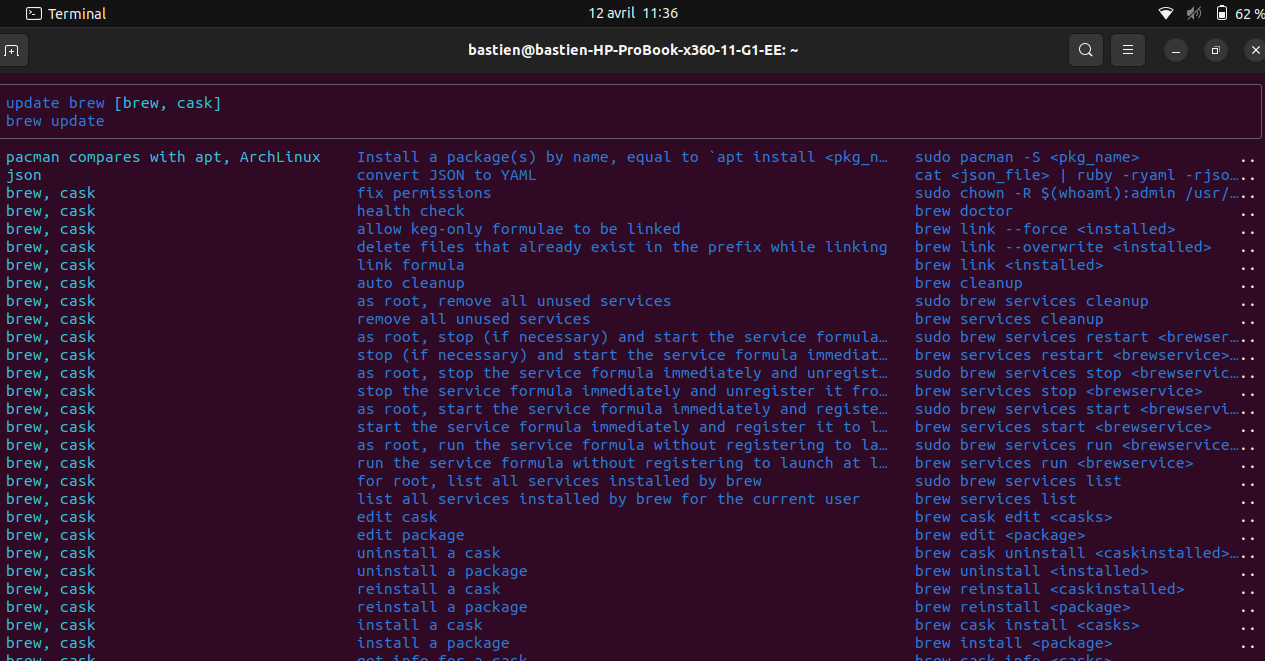 Terminal 12 avril 11:36 62 %
bastien@bastien-HP-ProBook-x360-11-G1-EE: ~
update brew [brew, cask]
brew update
pacman compares with apt, ArchLinux Install a package(s) by name, equal to `apt install <pkg_n… sudo pacman -S <pkg_name> ..
json convert JSON to YAML cat <json_file> | ruby -ryaml -rjso…..
brew, cask fix permissions sudo chown -R $(whoami):admin /usr/…..
brew, cask health check brew doctor ..
brew, cask allow keg-only formulae to be linked brew link --force <installed> ..
brew, cask delete files that already exist in the prefix while linking brew link --overwrite <installed> ..
brew, cask link formula brew link <installed> ..
brew, cask auto cleanup brew cleanup ..
brew, cask as root, remove all unused services sudo brew services cleanup ..
brew, cask remove all unused services brew services cleanup ..
brew, cask as root, stop (if necessary) and start the service formula… sudo brew services restart <brewser…..
brew, cask stop (if necessary) and start the service formula immediat… brew services restart <brewservice>…..
brew, cask as root, stop the service formula immediately and unregist… sudo brew services stop <brewservic…..
brew, cask stop the service formula immediately and unregister it fro… brew services stop <brewservice> ..
brew, cask as root, start the service formula immediately and registe… sudo brew services start <brewservi…..
brew, cask start the service formula immediately and register it to l… brew services start <brewservice> ..
brew, cask as root, run the service formula without registering to la… sudo brew services run <brewservice…..
brew, cask run the service formula without registering to launch at l… brew services run <brewservice> ..
brew, cask for root, list all services installed by brew sudo brew services list ..
brew, cask list all services installed by brew for the current user brew services list ..
brew, cask edit cask brew cask edit <casks> ..
brew, cask edit package brew edit <package> ..
brew, cask uninstall a cask brew cask uninstall <caskinstalled>…..
brew, cask uninstall a package brew uninstall <installed> ..
brew, cask reinstall a cask brew reinstall <caskinstalled> ..
brew, cask reinstall a package brew reinstall <package> ..
brew, cask install a cask brew cask install <casks> ..
brew, cask install a package brew install <package> ..
brew, cask get info for a cask brew cask info <casks> ..